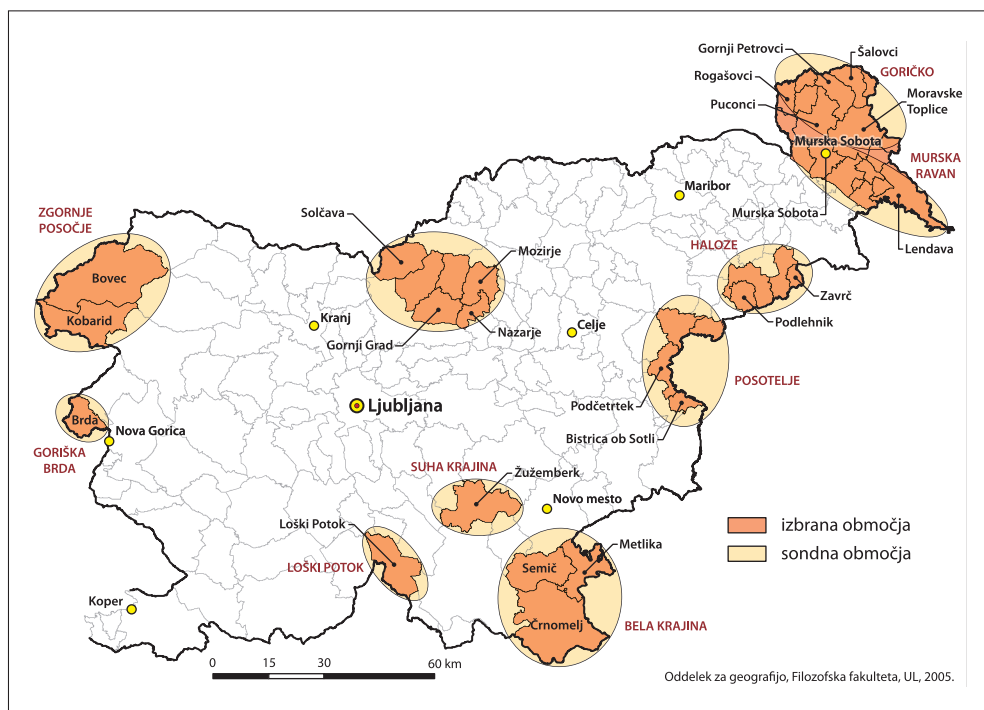 Gornji Petrovci
Šalovci
GORIČKO
Rogašovci
Moravske
Toplice
Puconci
Murska Sobota
MURSKA
RAVAN
Maribor
Murska Sobota
Lendava
ZGORNJE
POSOČJE
Solčava
Mozirje
HALOZE
Bovec
Zavrč
Kobarid
Kranj
Celje
Podlehnik
Gornji Grad
Nazarje
POSOTELJE
Ljubljana
Podčetrtek
Brda
Nova Gorica
Bistrica ob Sotli
GORIŠKA
BRDA
SUHA KRAJINA
Žužemberk
Novo mesto
Loški Potok
izbrana območja
Metlika
sondna območja
LOŠKI POTOK
Semič
Koper
Črnomelj
BELA KRAJINA
0 15 30 60 km
Oddelek za geografijo, Filozofska fakulteta, UL, 2005.